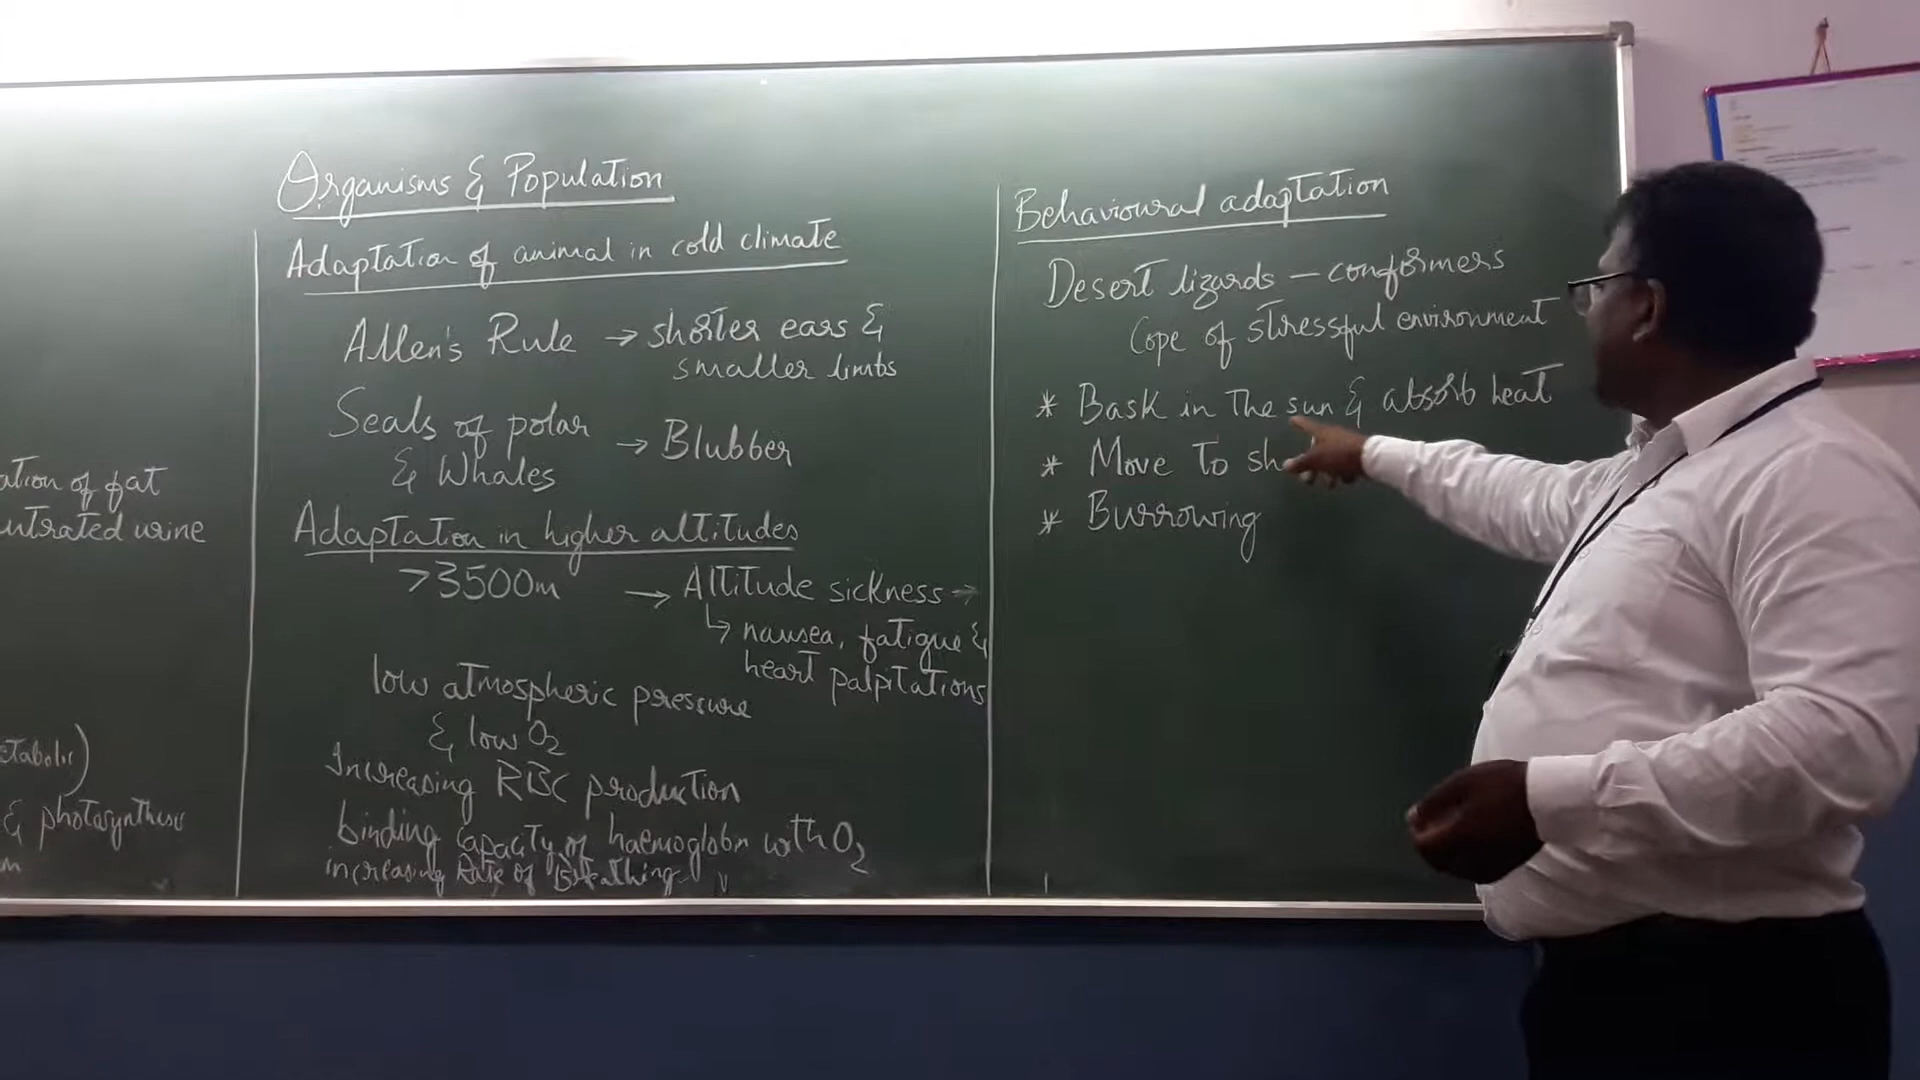 ation of fat
ntrated urine
etabolic)
& photosynthesis
m
Organisms & Population
Adaptation of animal in cold climate
Allen's Rule → shorter ears &
smaller limbs
Seals of polar
& Whales → Blubber
Adaptation in higher altitudes
>3500m → Altitude sickness →
↳ nausea, fatigue &
heart palpitations
low atmospheric pressure
& low O₂
Increasing RBC production
binding capacity of haemoglobin with O₂
increasing Rate of Breathing
Behavioural adaptation
Desert lizards – conformers
Cope of stressful environment
* Bask in the sun & absorb heat
* Move to sh
* Burrowing